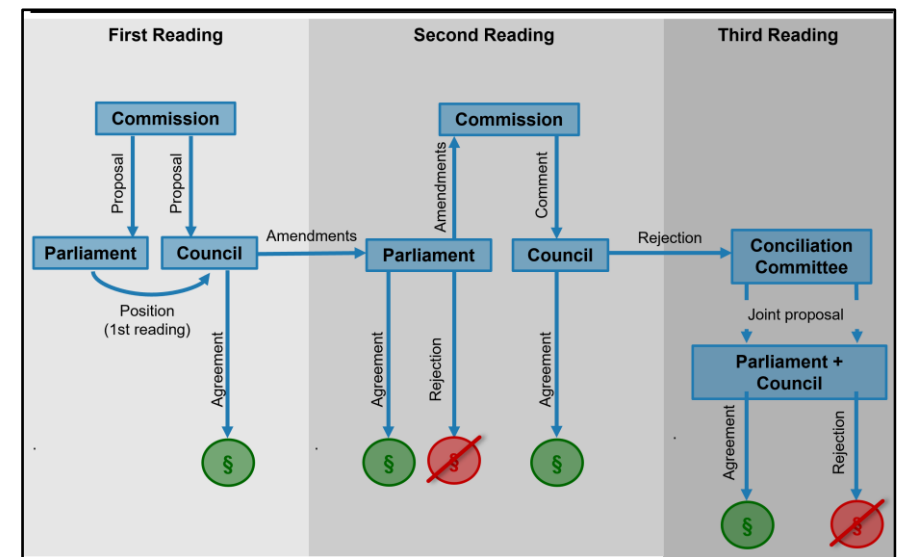 First Reading
Second Reading
Third Reading
Commission
Proposal
Proposal
Parliament
Council
Position
(1st reading)
Agreement
§
Amendments
Commission
Amendments
Comment
Parliament
Council
Agreement
Rejection
Agreement
§
§
§
Rejection
Conciliation
Committee
Joint proposal
Parliament +
Council
Agreement
Rejection
§
§